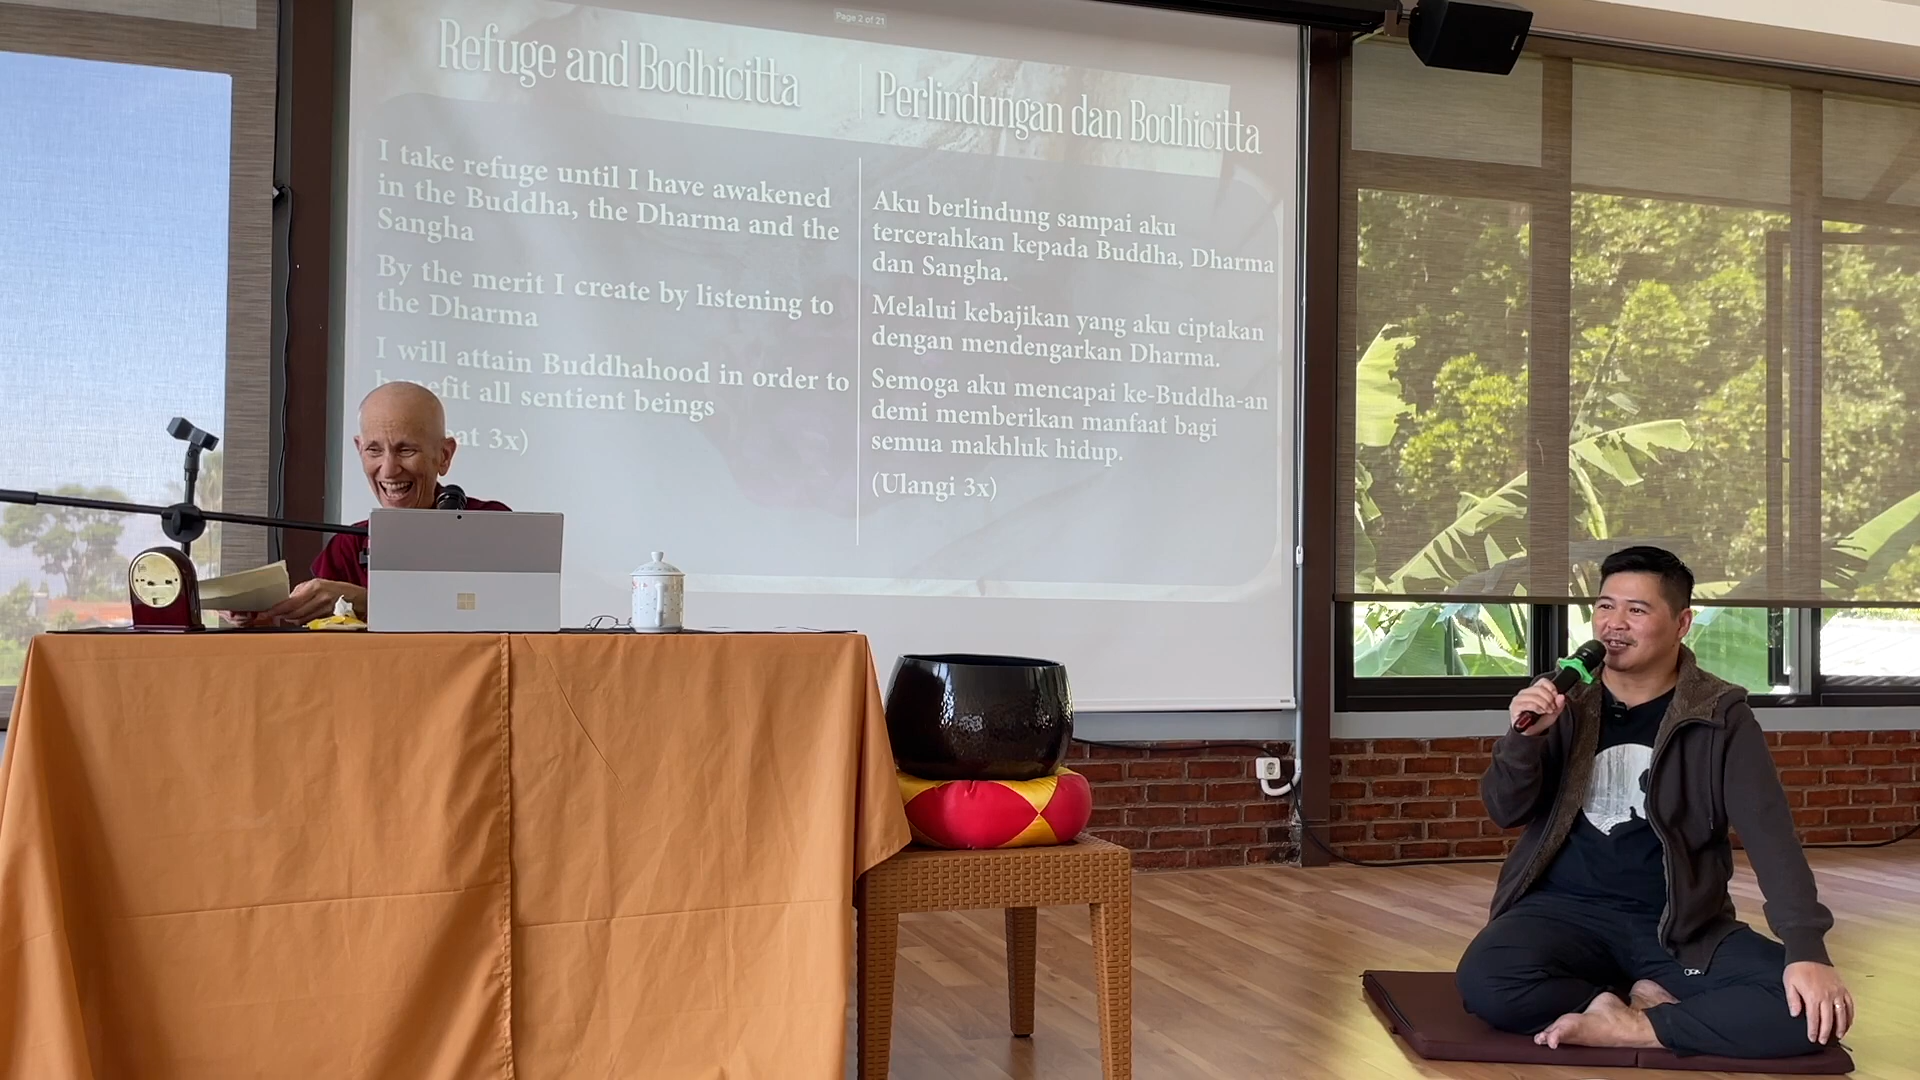 Page 2 of 21
Refuge and Bodhicitta
I take refuge until I have awakened
in the Buddha, the Dharma and the
Sangha
By the merit I create by listening to
the Dharma
I will attain Buddhahood in order to
all sentient beings
3x)
Perlindungan dan Bodhicitta
Aku berlindung sampai aku
tercerahkan kepada Buddha, Dharma
dan Sangha.
Melalui kebajikan yang aku ciptakan
dengan mendengarkan Dharma.
Semoga aku mencapai ke-Buddha-an
demi memberikan manfaat bagi
semua makhluk hidup.
(Ulangi 3x)